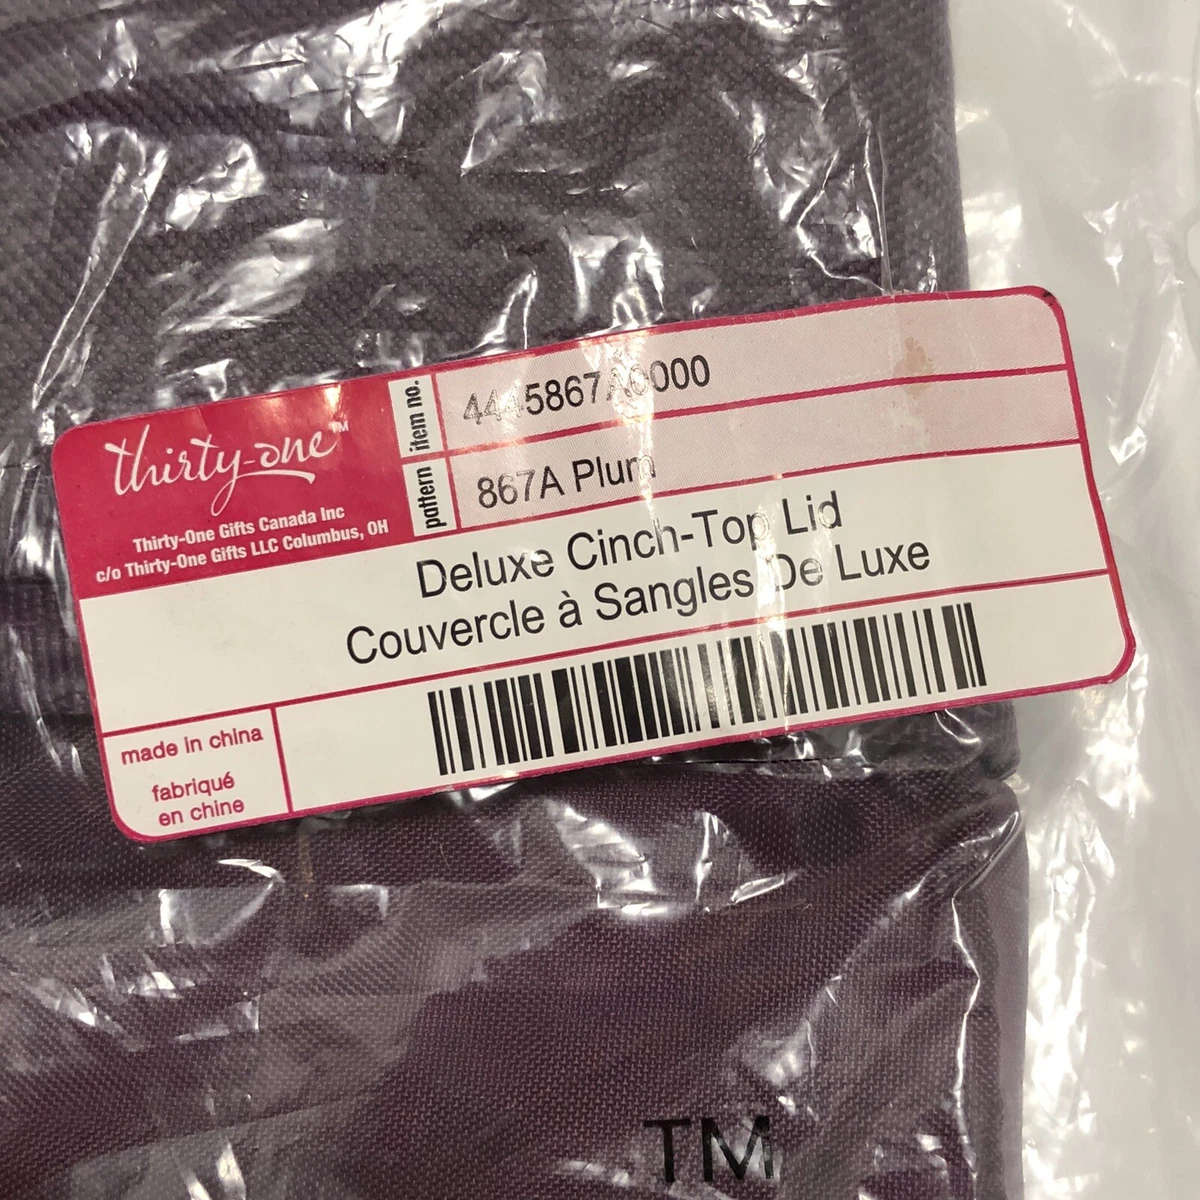 thirty-one™
Thirty-One Gifts Canada Inc
c/o Thirty-One Gifts LLC Columbus, OH
item no.
pattern
867A Plum
Deluxe Cinch-Top Lid
Couvercle à Sangles De Luxe
made in china
fabriqué
en chine
TM